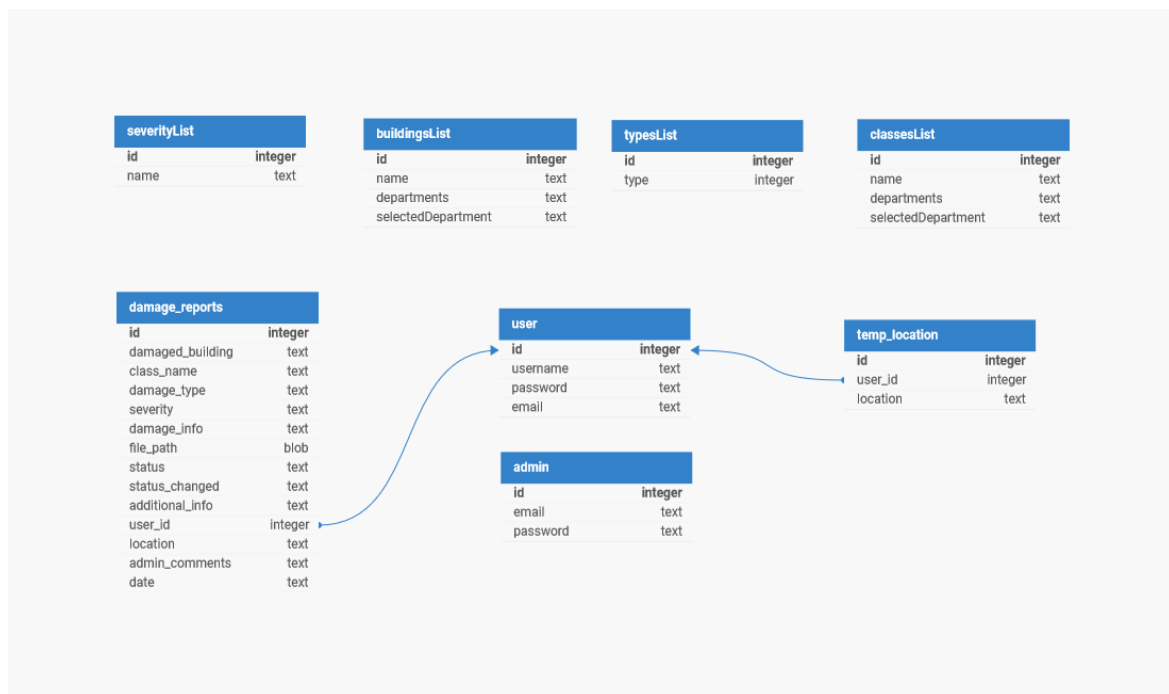 severityList
id integer
name text
buildingsList
id integer
name text
departments text
selectedDepartment text
typesList
id integer
type integer
classesList
id integer
name text
departments text
selectedDepartment text
damage_reports
id integer
damaged_building text
class_name text
damage_type text
severity text
damage_info text
file_path blob
status text
status_changed text
additional_info text
user_id integer
location text
admin_comments text
date text
user
id integer
username text
password text
email text
admin
id integer
email text
password text
temp_location
id integer
user_id integer
location text